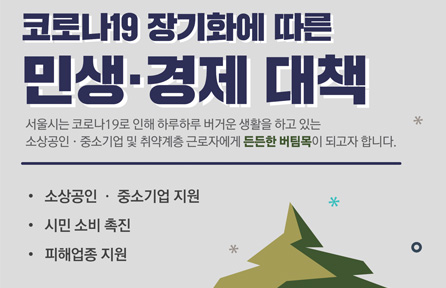 코로나19 장기화에 따른
민생·경제 대책
서울시는 코로나19로 인해 하루하루 버거운 생활을 하고 있는
소상공인 · 중소기업 및 취약계층 근로자에게 든든한 버팀목이 되고자 합니다.
• 소상공인 · 중소기업 지원
• 시민 소비 촉진
• 피해업종 지원